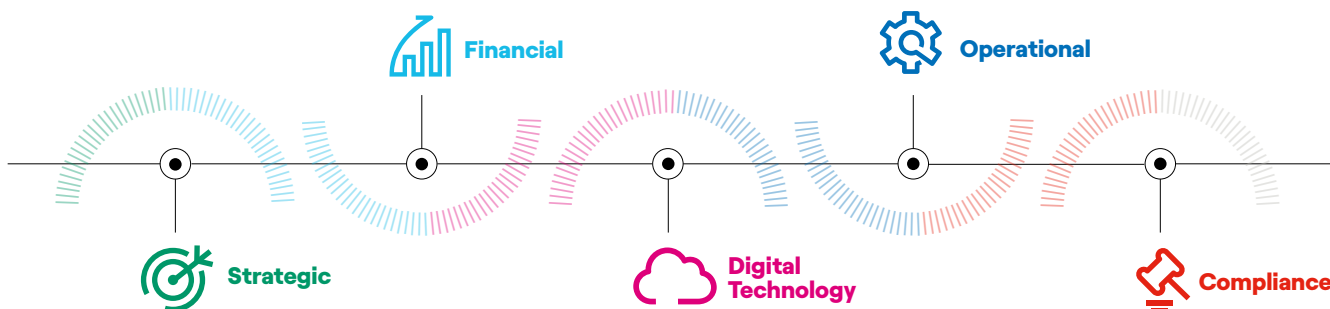 Financial
Operational
Strategic
Digital
Technology
Compliance